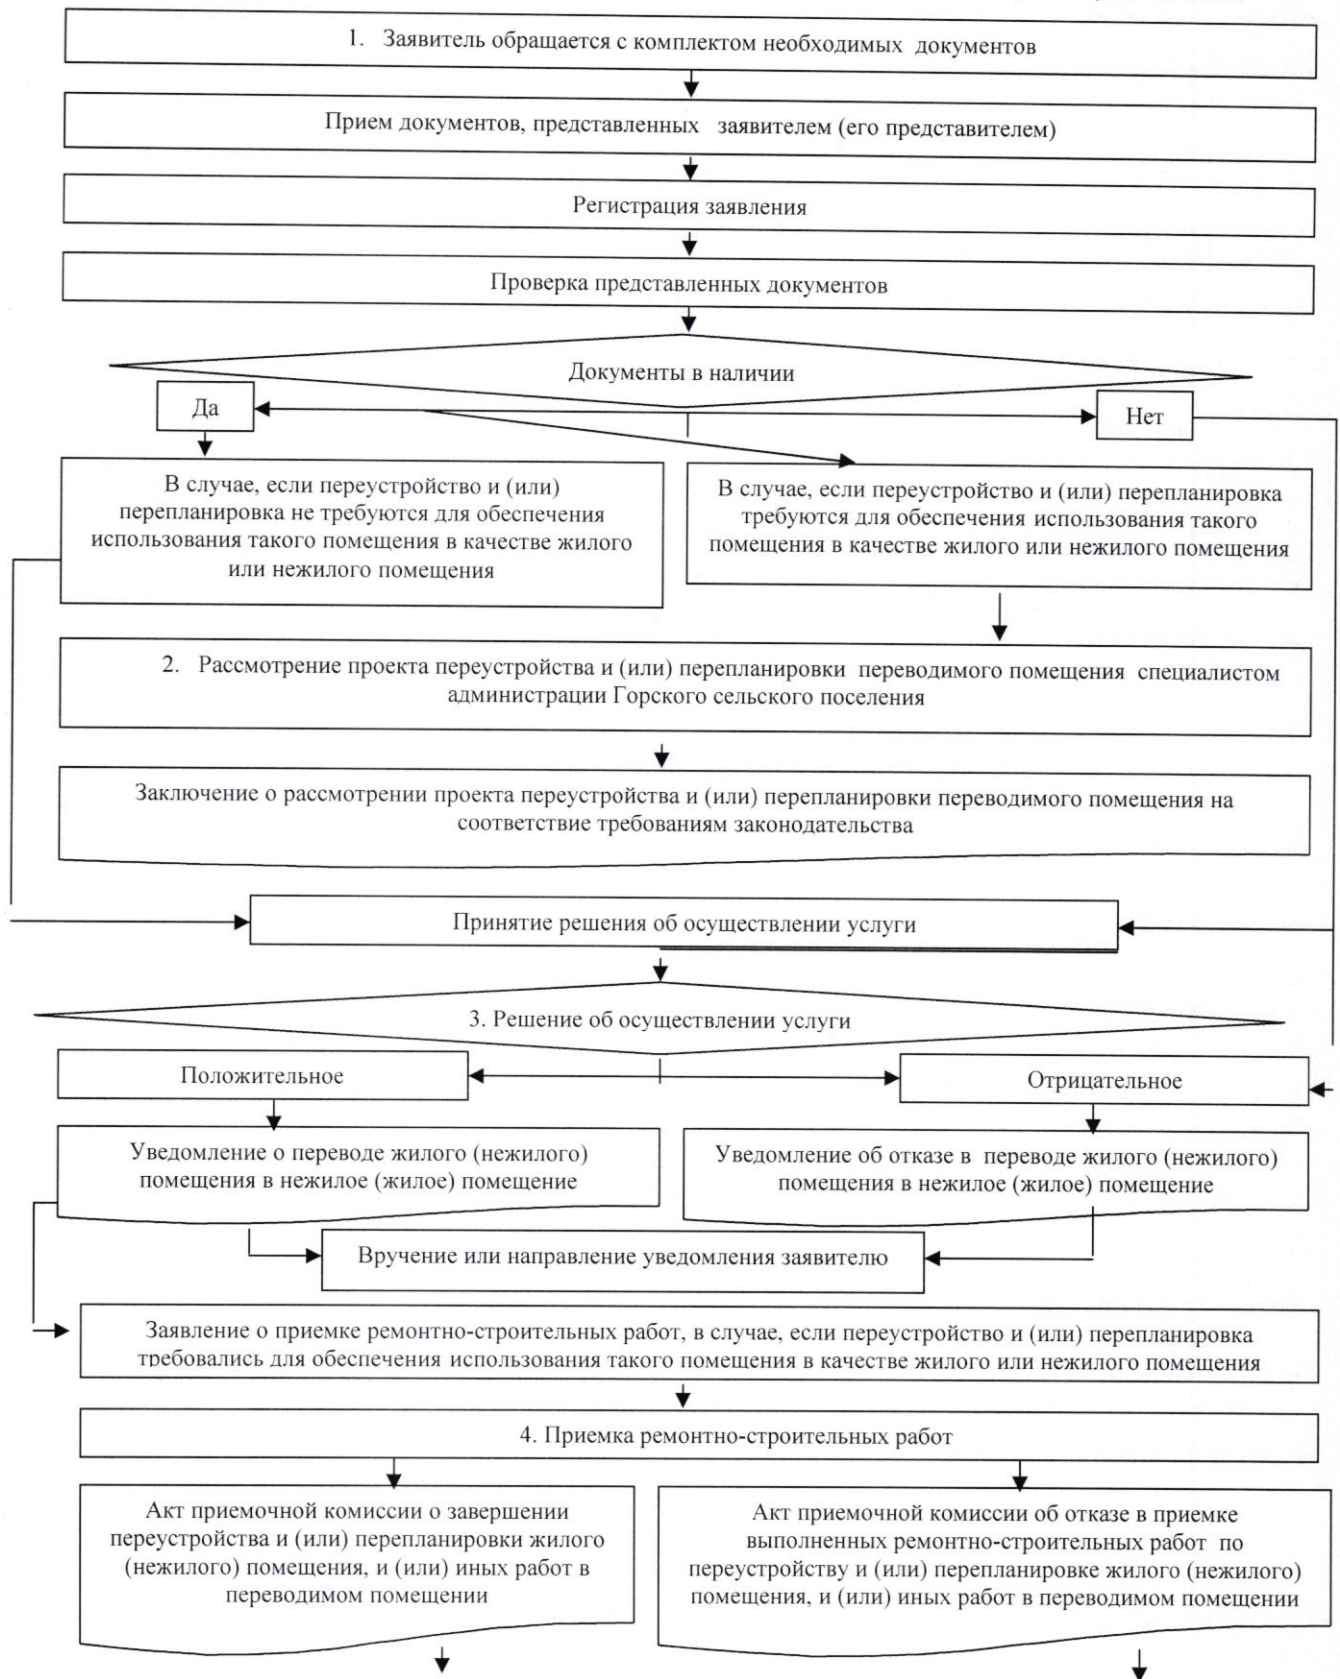 1. Заявитель обращается с комплектом необходимых документов
Прием документов, представленных заявителем (его представителем)
Регистрация заявления
Проверка представленных документов
Документы в наличии
Да
Нет
В случае, если переустройство и (или)
перепланировка не требуются для обеспечения
использования такого помещения в качестве жилого
или нежилого помещения
В случае, если переустройство и (или) перепланировка
требуются для обеспечения использования такого
помещения в качестве жилого или нежилого помещения
2. Рассмотрение проекта переустройства и (или) перепланировки переводимого помещения специалистом
администрации Горского сельского поселения
Заключение о рассмотрении проекта переустройства и (или) перепланировки переводимого помещения на
соответствие требованиям законодательства
Принятие решения об осуществлении услуги
3. Решение об осуществлении услуги
Положительное
Отрицательное
Уведомление о переводе жилого (нежилого)
помещения в нежилое (жилое) помещение
Уведомление об отказе в переводе жилого (нежилого)
помещения в нежилое (жилое) помещение
Вручение или направление уведомления заявителю
Заявление о приемке ремонтно-строительных работ, в случае, если переустройство и (или) перепланировка
требовались для обеспечения использования такого помещения в качестве жилого или нежилого помещения
4. Приемка ремонтно-строительных работ
Акт приемочной комиссии о завершении
переустройства и (или) перепланировки жилого
(нежилого) помещения, и (или) иных работ в
переводимом помещении
Акт приемочной комиссии об отказе в приемке
выполненных ремонтно-строительных работ по
переустройству и (или) перепланировке жилого (нежилого)
помещения, и (или) иных работ в переводимом помещении